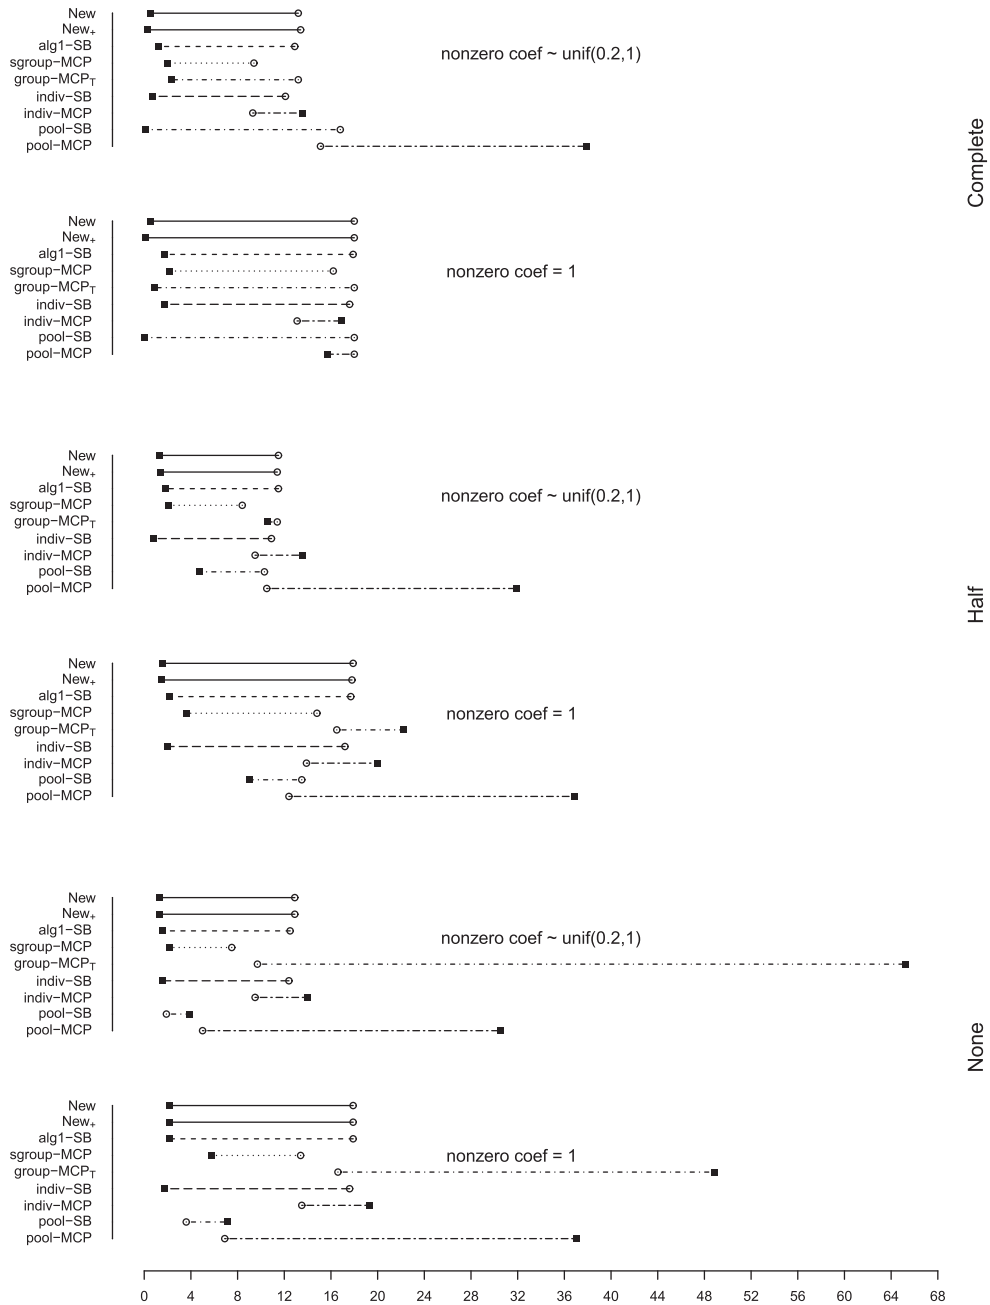 New
New+
alg1−SB
sgroup−MCP
group−MCPT
indiv−SB
indiv−MCP
pool−SB
pool−MCP
nonzero coef ~ unif(0.2,1)
Complete
New
New+
alg1−SB
sgroup−MCP
group−MCPT
indiv−SB
indiv−MCP
pool−SB
pool−MCP
nonzero coef = 1
New
New+
alg1−SB
sgroup−MCP
group−MCPT
indiv−SB
indiv−MCP
pool−SB
pool−MCP
nonzero coef ~ unif(0.2,1)
Half
New
New+
alg1−SB
sgroup−MCP
group−MCPT
indiv−SB
indiv−MCP
pool−SB
pool−MCP
nonzero coef = 1
New
New+
alg1−SB
sgroup−MCP
group−MCPT
indiv−SB
indiv−MCP
pool−SB
pool−MCP
nonzero coef ~ unif(0.2,1)
None
New
New+
alg1−SB
sgroup−MCP
group−MCPT
indiv−SB
indiv−MCP
pool−SB
pool−MCP
nonzero coef = 1
0 4 8 12 16 20 24 28 32 36 40 44 48 52 56 60 64 68